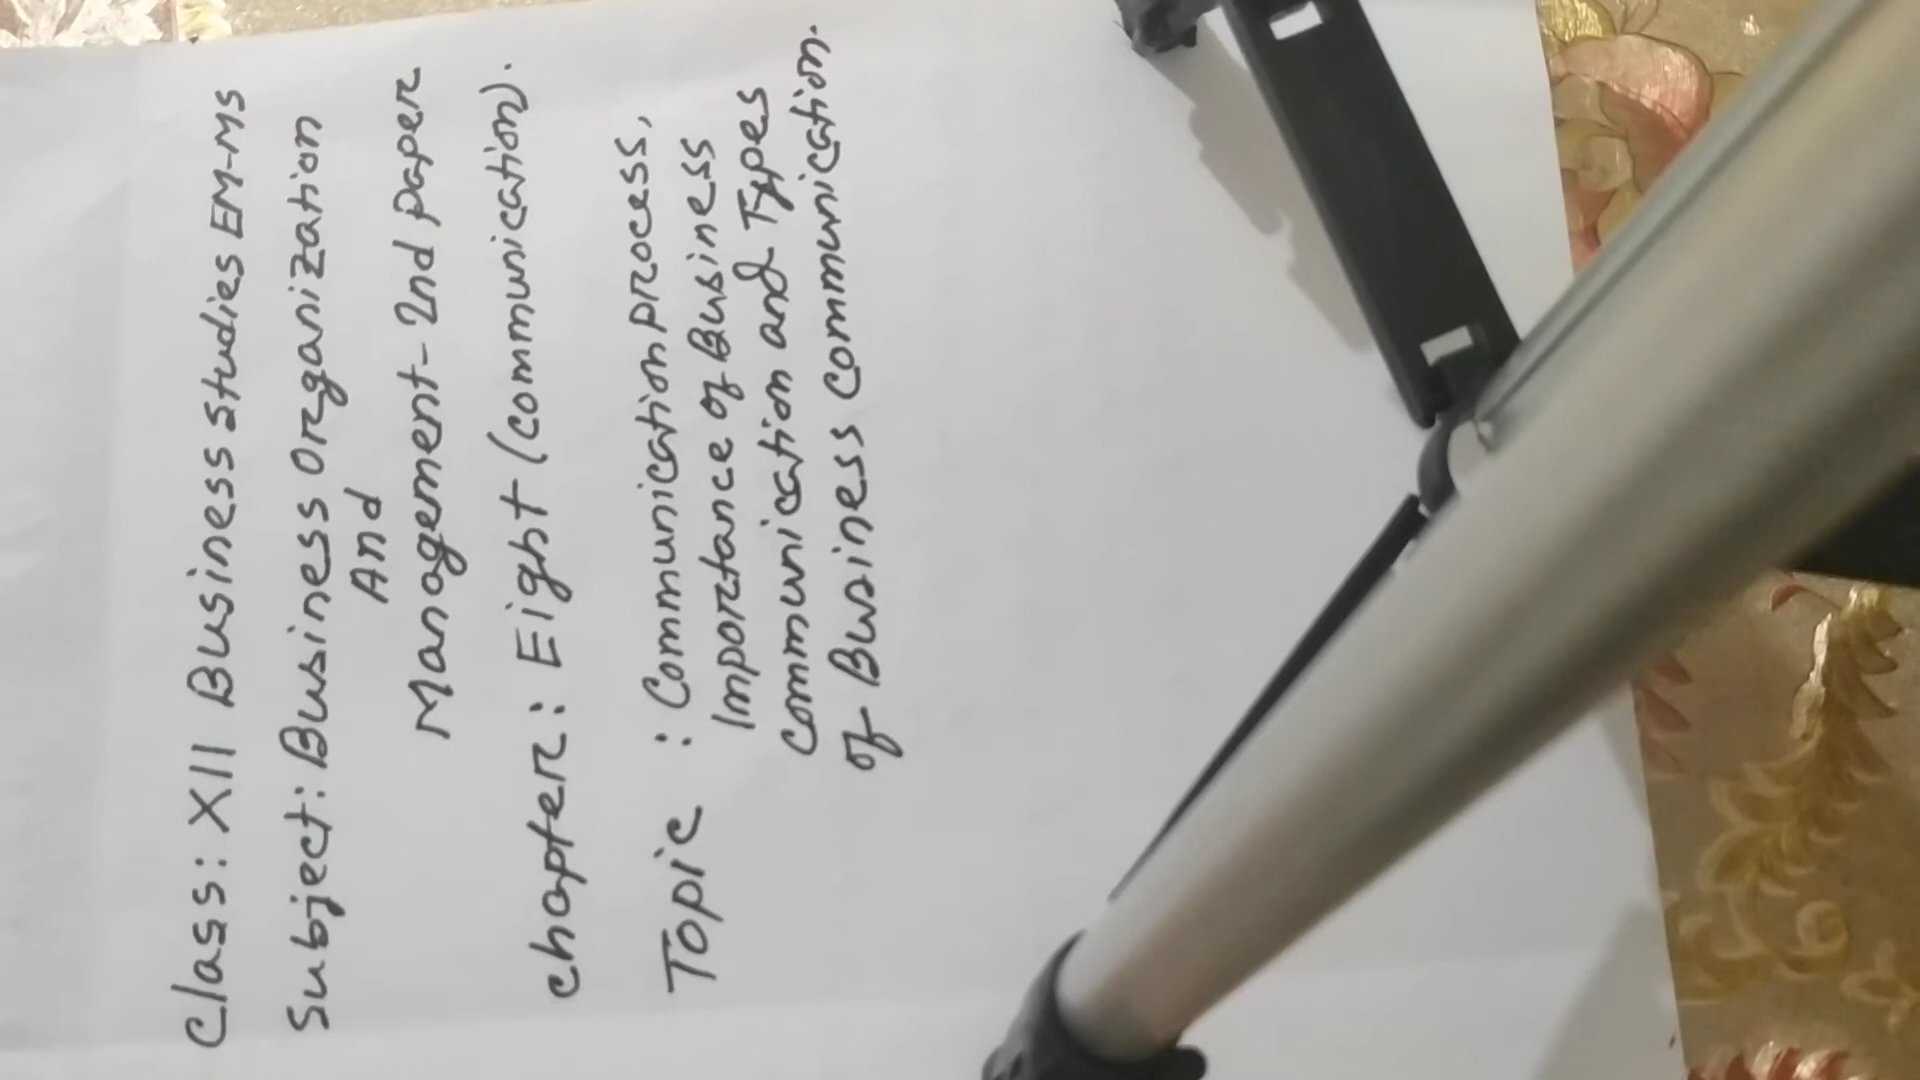 Class: XII Business Studies EM-MS
Subject: Business Organization
And
Management-2nd paper
chapter: Eight (communication).
Topic : Communication process,
Importance of Business
Communication and Types
of Business communication.